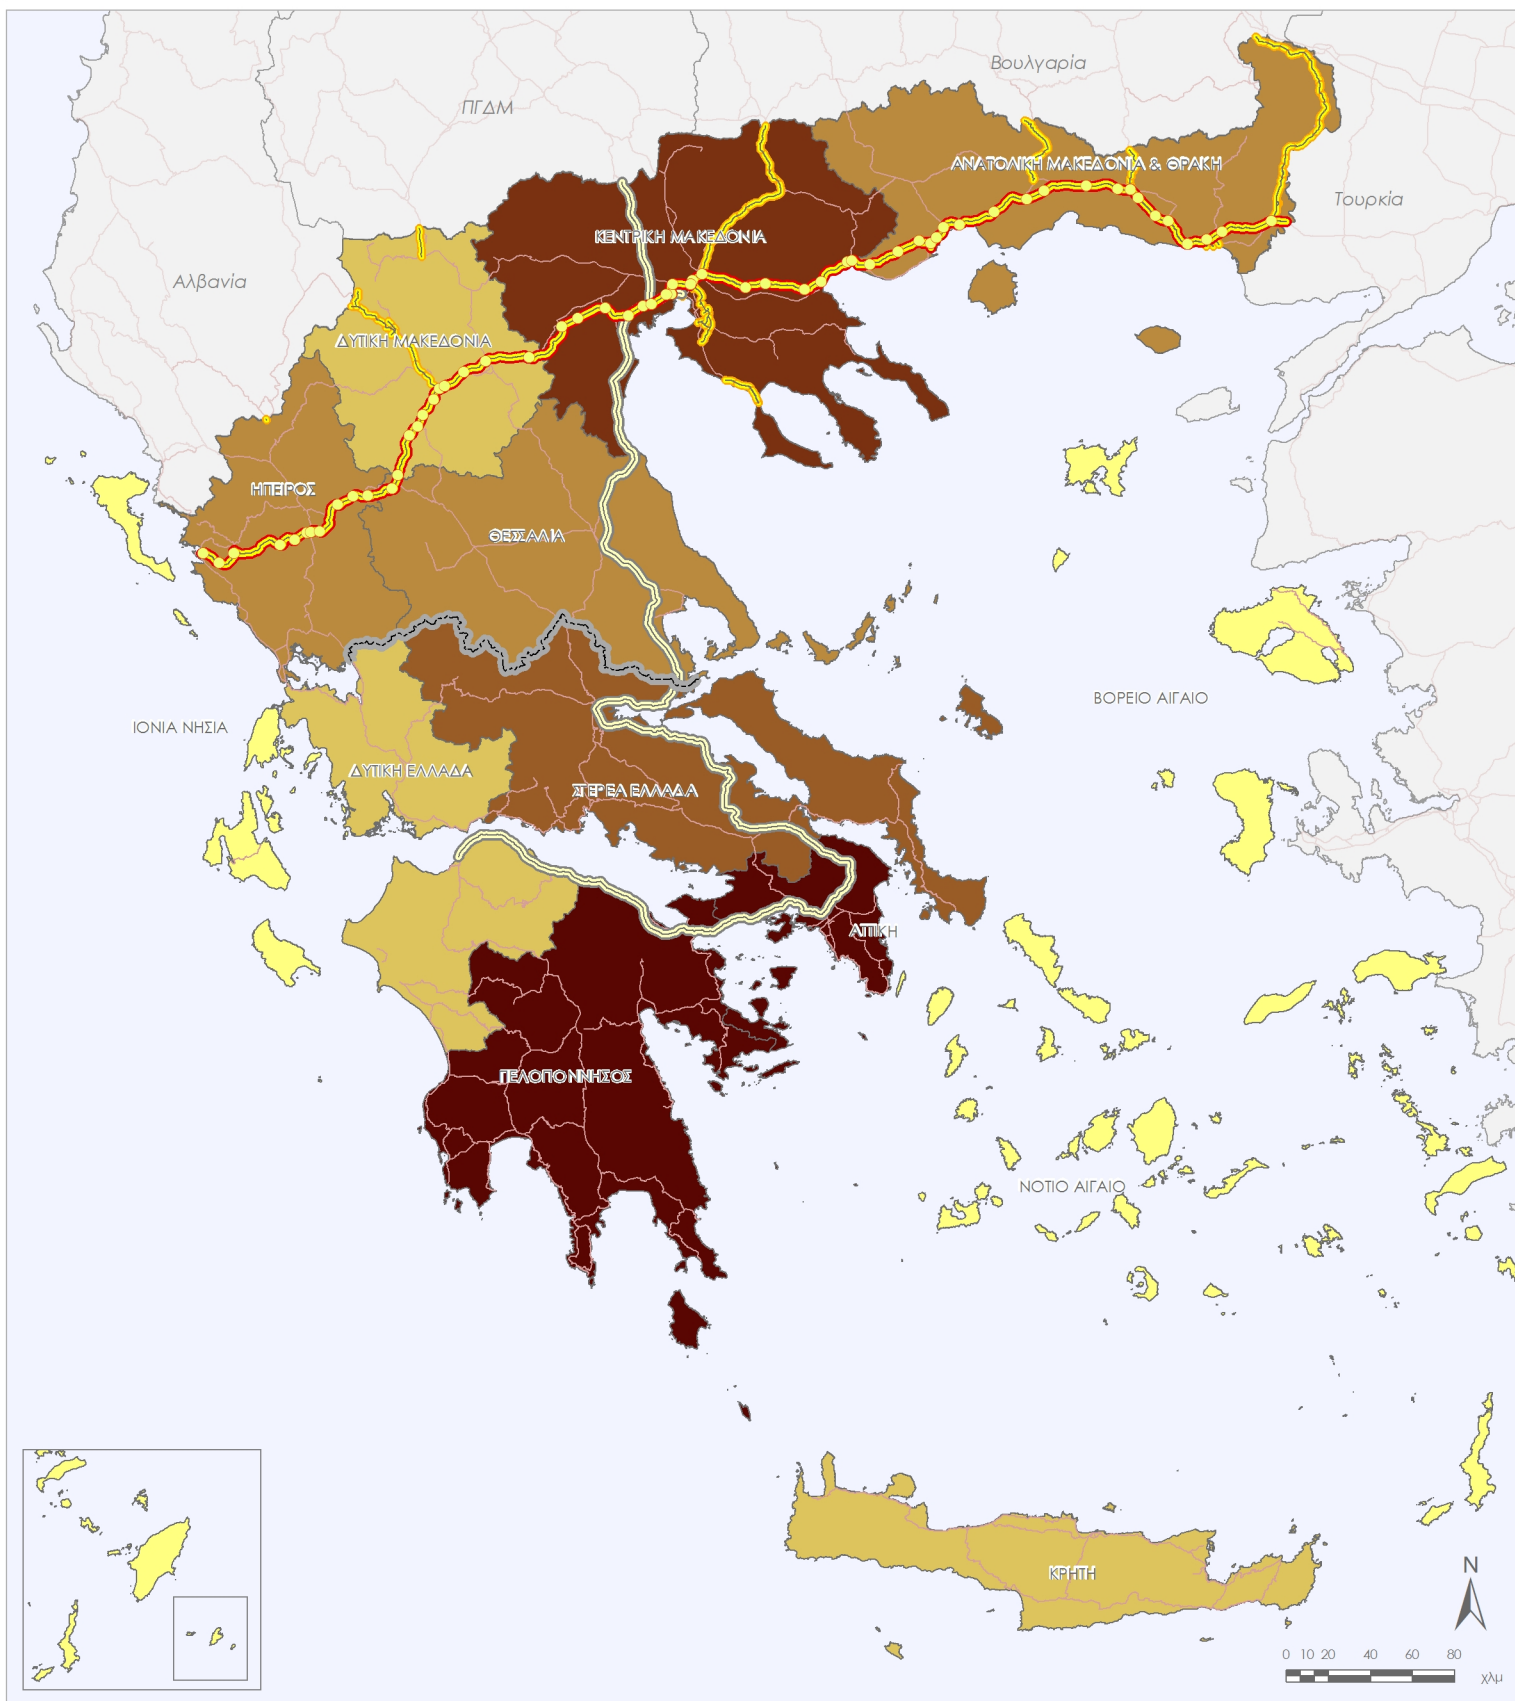 Βουλγαρία
ΠΓΔΜ
ΑΝΑΤΟΛΙΚΗ ΜΑΚΕΔΟΝΙΑ & ΘΡΑΚΗ
Τουρκία
ΚΕΝΤΡΙΚΗ ΜΑΚΕΔΟΝΙΑ
Αλβανία
ΔΥΤΙΚΗ ΜΑΚΕΔΟΝΙΑ
ΗΠΕΙΡΟΣ
ΘΕΣΣΑΛΙΑ
ΒΟΡΕΙΟ ΑΙΓΑΙΟ
ΙΟΝΙΑ ΝΗΣΙΑ
ΔΥΤΙΚΗ ΕΛΛΑΔΑ
ΣΤΕΡΕΑ ΕΛΛΑΔΑ
ΑΤΤΙΚΗ
ΠΕΛΟΠΟΝΝΗΣΟΣ
ΝΟΤΙΟ ΑΙΓΑΙΟ
ΚΡΗΤΗ
N
0 10 20 40 60 80
χλμ